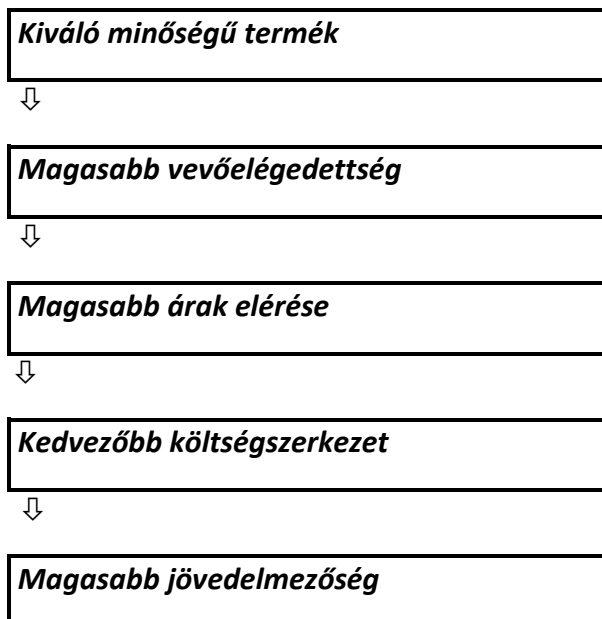 Kiváló minőségű termék
⇩
Magasabb vevőelégedettség
⇩
Magasabb árak elérése
⇩
Kedvezőbb költségszerkezet
⇩
Magasabb jövedelmezőség